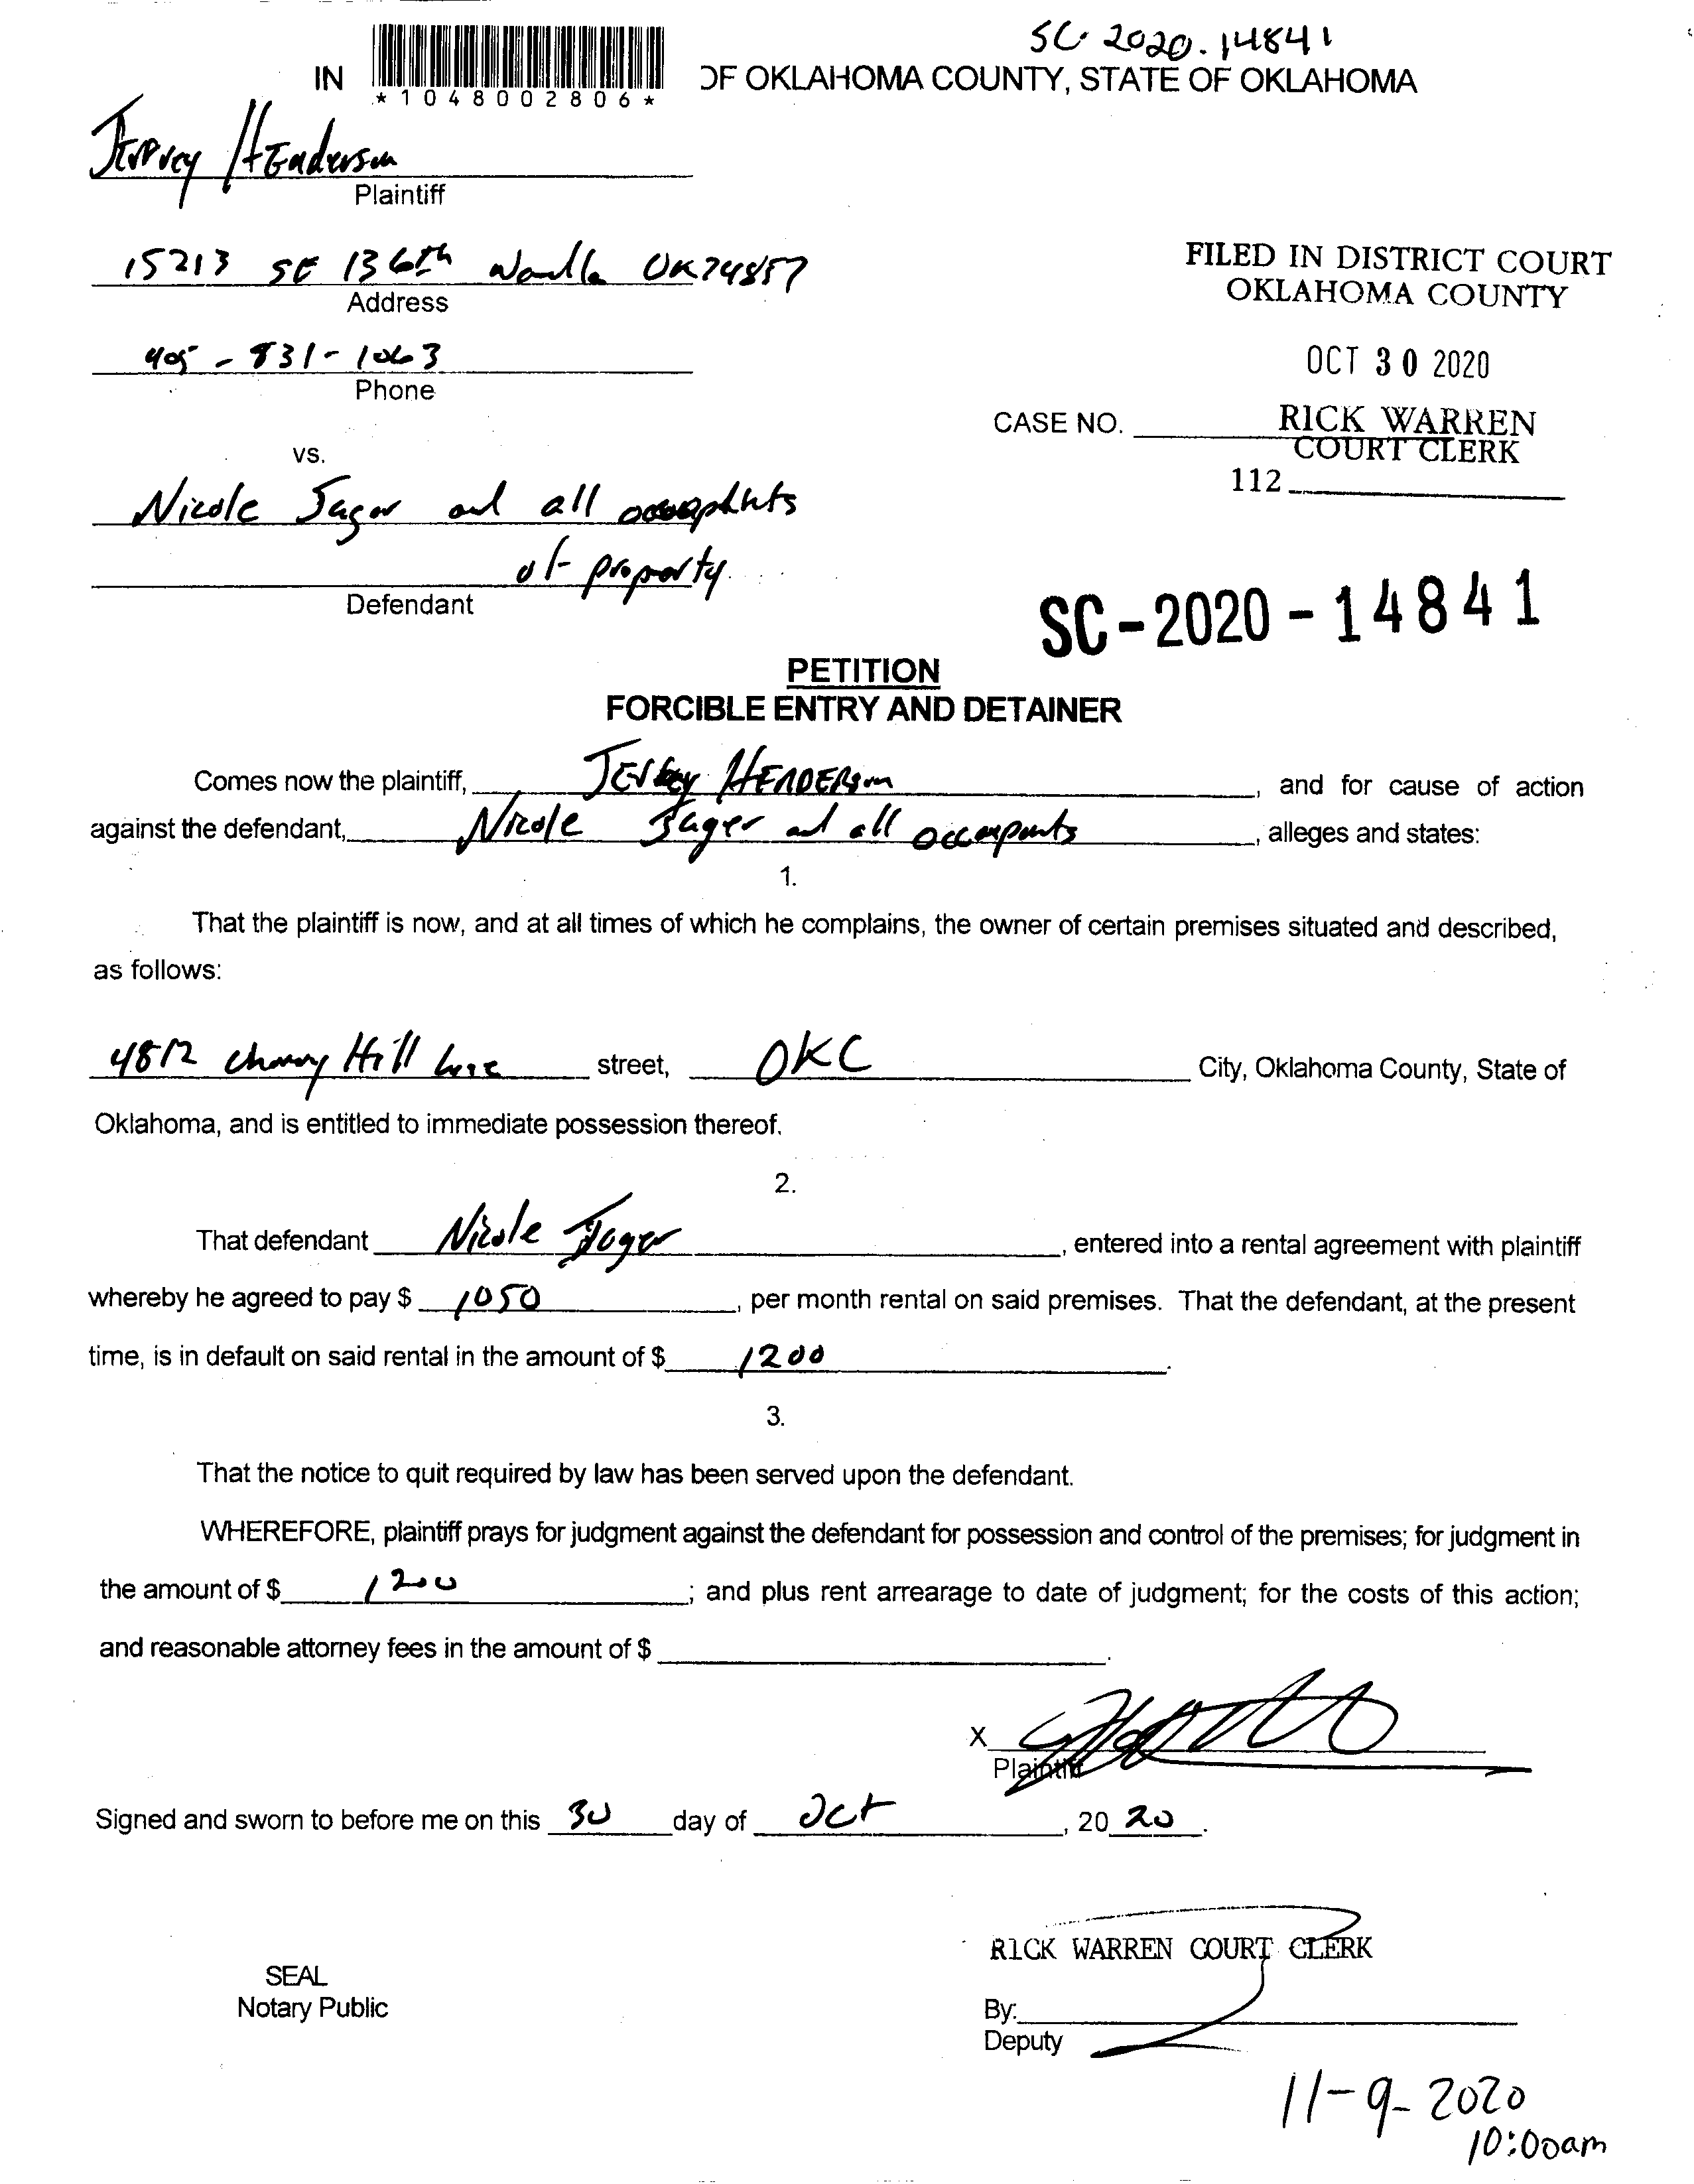 SC 2020-14841
IN OF OKLAHOMA COUNTY, STATE OF OKLAHOMA
*1048002806*
Henderson
Plaintiff
15213 SE 136th OK 74857
Address
405-831-1063
Phone
FILED IN DISTRICT COURT
OKLAHOMA COUNTY
OCT 30 2020
RICK WARREN
COURT CLERK
CASE NO.
112
vs.
Nicole Jager and all
of property
Defendant
SC-2020-14841
PETITION
FORCIBLE ENTRY AND DETAINER
Comes now the plaintiff, HENDERSON, and for cause of action
against the defendant, Nicole Jager and all, alleges and states:
1.
That the plaintiff is now, and at all times of which he complains, the owner of certain premises situated and described,
as follows:
4812 Hill street, OKC City, Oklahoma County, State of
Oklahoma, and is entitled to immediate possession thereof.
2.
That defendant Nicole Jager, entered into a rental agreement with plaintiff
whereby he agreed to pay $ 1050, per month rental on said premises. That the defendant, at the present
time, is in default on said rental in the amount of $ 1200.
3.
That the notice to quit required by law has been served upon the defendant.
WHEREFORE, plaintiff prays for judgment against the defendant for possession and control of the premises; for judgment in
the amount of $ 1200; and plus rent arrearage to date of judgment; for the costs of this action;
and reasonable attorney fees in the amount of $.
X
Plaintiff
Signed and sworn to before me on this 30 day of Oct, 20 20.
RICK WARREN COURT CLERK
SEAL
Notary Public
By:
Deputy
11-9-2020
10:00am